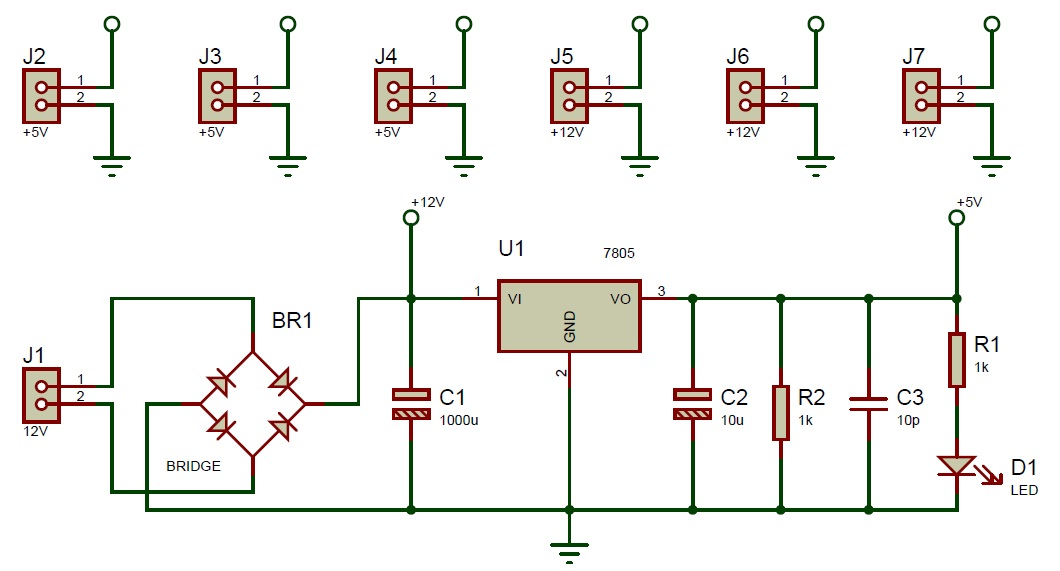 J2 J3 J4 J5 J6 J7
1 1 1 1 1 1
2 2 2 2 2 2
+5V +5V +5V +12V +12V +12V
+12V +5V
U1 7805
1 VI VO 3
GND
2
BR1
J1
1
2
12V
BRIDGE
C1
1000u
C2
10u
R2
1k
C3
10p
R1
1k
D1
LED